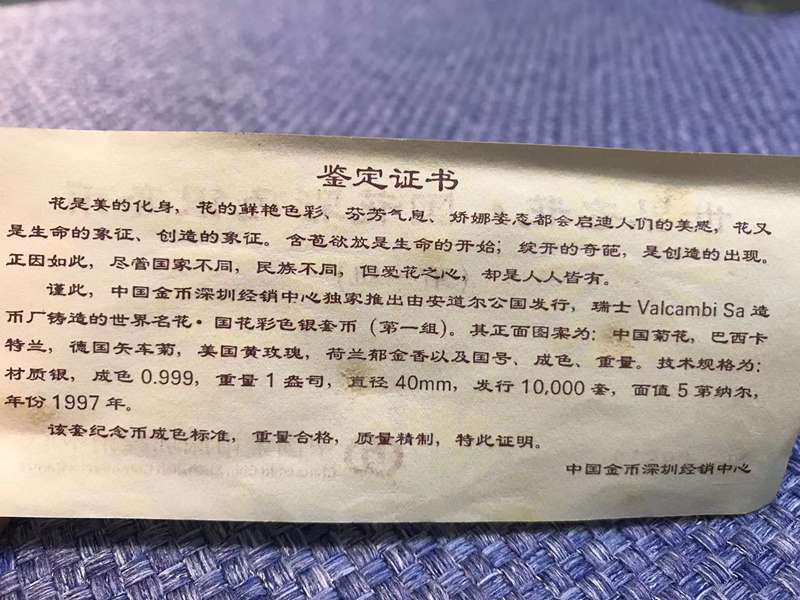 鉴定证书
花是美的化身，花的鲜艳色彩、芬芳气息、娇娜姿态都会启迪人们的美感，花又
是生命的象征、创造的象征。含苞欲放是生命的开始；绽开的奇葩，是创造的出现。
正因如此，尽管国家不同，民族不同，但爱花之心，却是人人皆有。
谨此，中国金币深圳经销中心独家推出由安道尔公国发行，瑞士 Valcambi Sa 造
币厂铸造的世界名花·国花彩色银套币（第一组）。其正面图案为：中国菊花，巴西卡
特兰，德国矢车菊，美国黄玫瑰，荷兰郁金香以及国号、成色、重量。技术规格为：
材质银，成色 0.999，重量 1 盎司，直径 40mm，发行 10,000 套，面值 5 第纳尔，
年份 1997 年。
该套纪念币成色标准，重量合格，质量精制，特此证明。
中国金币深圳经销中心